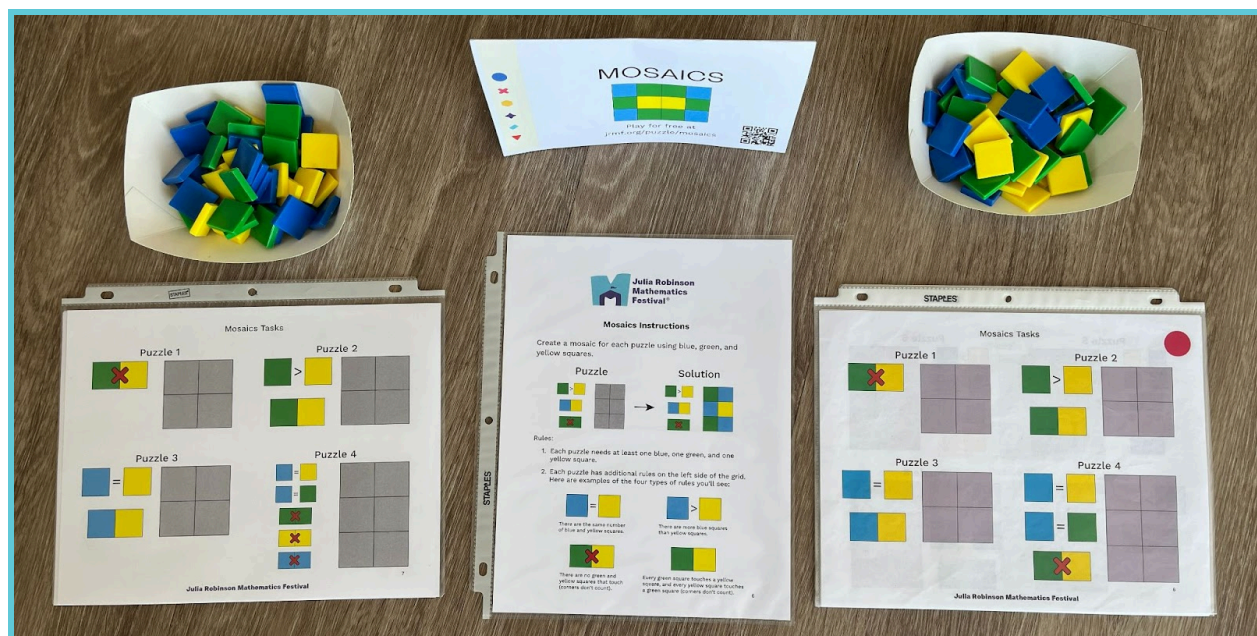 MOSAICS
Play for free at
jrmf.org/puzzle/mosaics
STAPLES
Mosaics Tasks
Puzzle 1
Puzzle 2
>
Puzzle 3
Puzzle 4
=
=
=
Julia Robinson Mathematics Festival
7
STAPLES
Julia Robinson
Mathematics
Festival®
Mosaics Instructions
Create a mosaic for each puzzle using blue, green, and
yellow squares.
Puzzle
Solution
>
>
Rules:
1. Each puzzle needs at least one blue, one green, and one
yellow square.
2. Each puzzle has additional rules on the left side of the grid.
Here are examples of the four types of rules you'll see:
=
>
There are the same number
of blue and yellow squares.
There are more blue squares
than yellow squares.
There are no green and
yellow squares that touch
(corners don't count).
Every green square touches a yellow
square, and every yellow square touches
a green square (corners don't count).
STAPLES
Mosaics Tasks
Puzzle 1
Puzzle 2
>
Puzzle 3
Puzzle 4
=
=
=
Julia Robinson Mathematics Festival